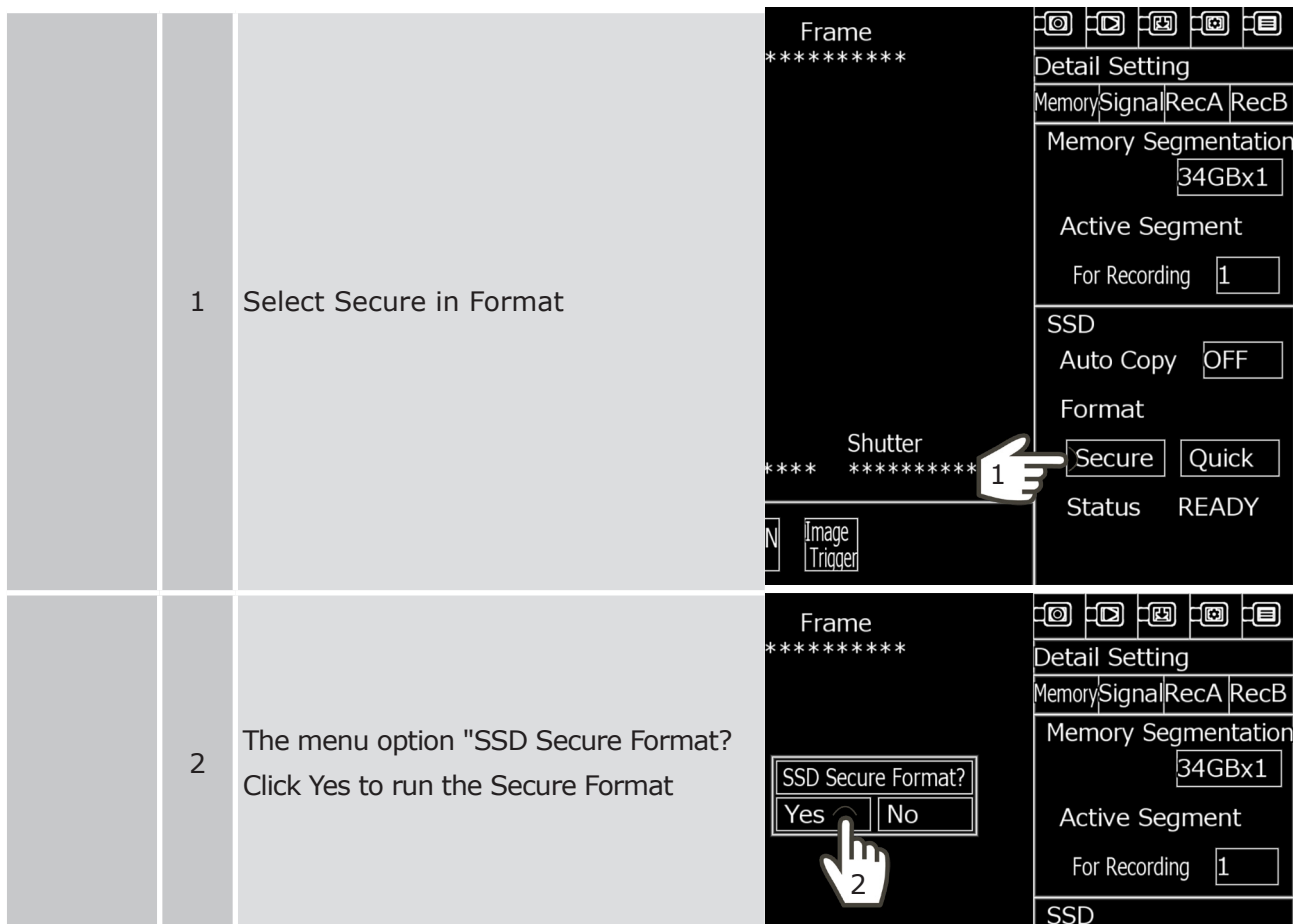 1
Select Secure in Format
Frame
**********
Shutter
**** **********
1
N
Image
Trigger
Detail Setting
Memory Signal RecA RecB
Memory Segmentation
34GBx1
Active Segment
For Recording 1
SSD
Auto Copy OFF
Format
Secure Quick
Status READY
2
The menu option "SSD Secure Format?
Click Yes to run the Secure Format
Frame
**********
SSD Secure Format?
Yes No
2
Detail Setting
Memory Signal RecA RecB
Memory Segmentation
34GBx1
Active Segment
For Recording 1
SSD